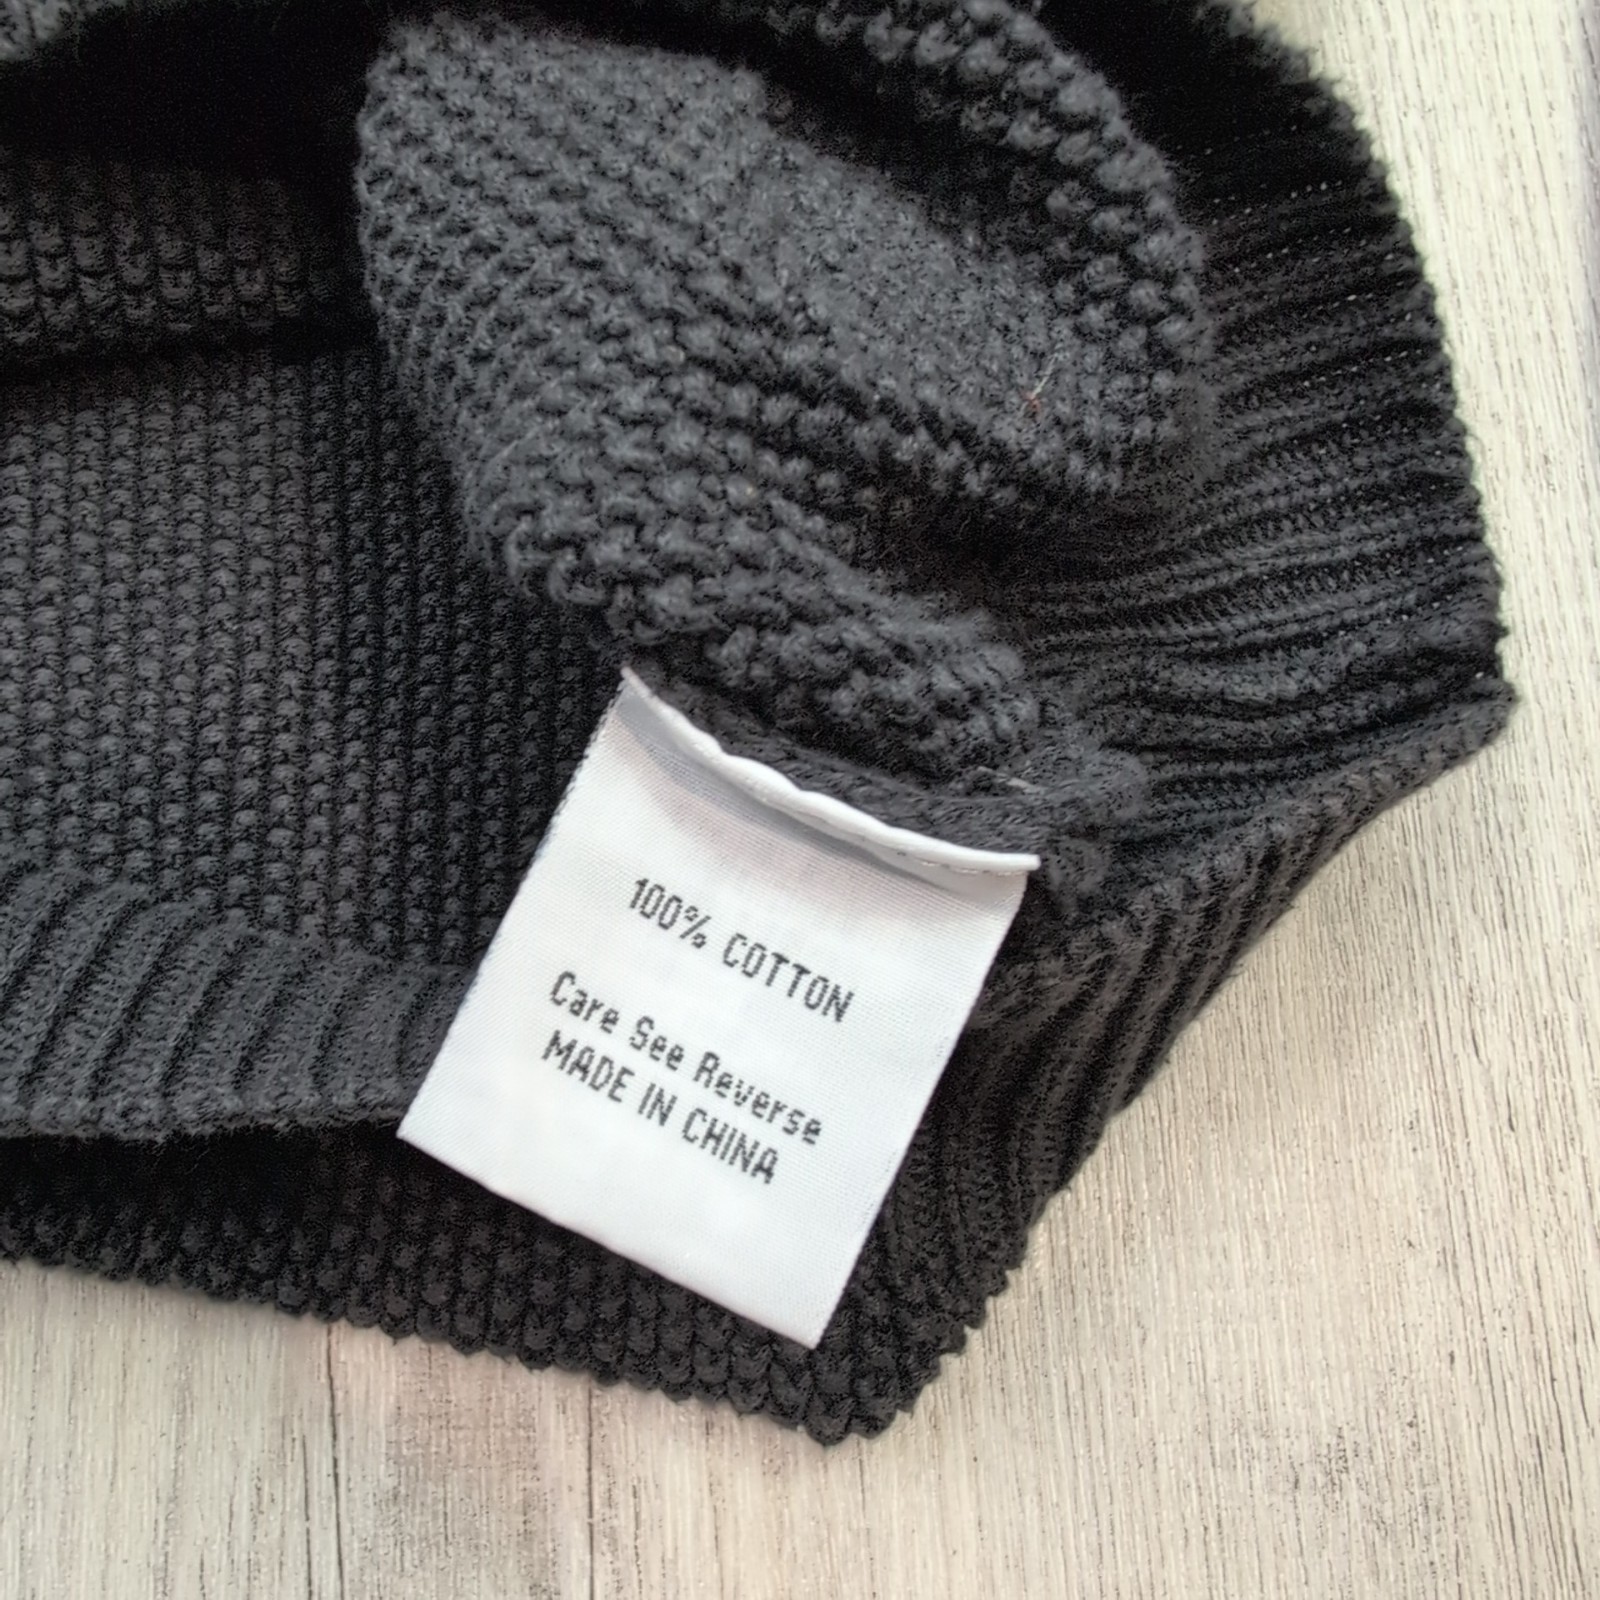 100% COTTON
Care See Reverse
MADE IN CHINA